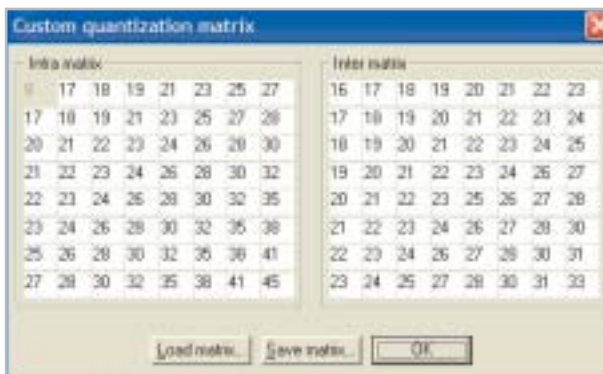 Custom quantization matrix
Intra matrix
8 17 18 19 21 23 25 27
17 18 19 21 23 25 27 28
20 21 22 23 24 26 28 30
21 22 23 24 26 28 30 32
22 23 24 26 28 30 32 35
23 24 26 28 30 32 35 38
25 26 28 30 32 35 38 41
27 28 30 32 35 38 41 45
Inter matrix
16 17 18 19 20 21 22 23
17 18 19 20 21 22 23 24
18 19 20 21 22 23 24 25
19 20 21 22 23 24 26 27
20 21 22 23 25 26 27 28
21 22 23 24 26 27 28 30
22 23 24 26 27 28 30 31
23 24 25 27 28 30 31 33
Load matrix... Save matrix... OK